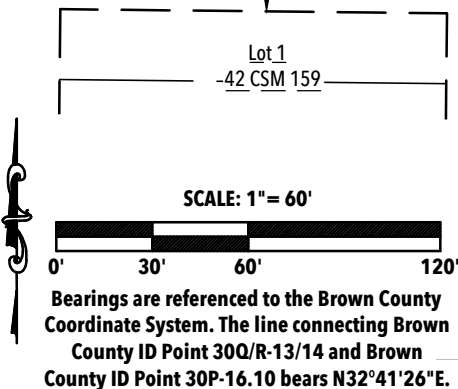 Lot 1
42 CSM 159
SCALE: 1"= 60'
0' 30' 60' 120'
Bearings are referenced to the Brown County
Coordinate System. The line connecting Brown
County ID Point 30Q/R-13/14 and Brown
County ID Point 30P-16.10 bears N32°41'26"E.